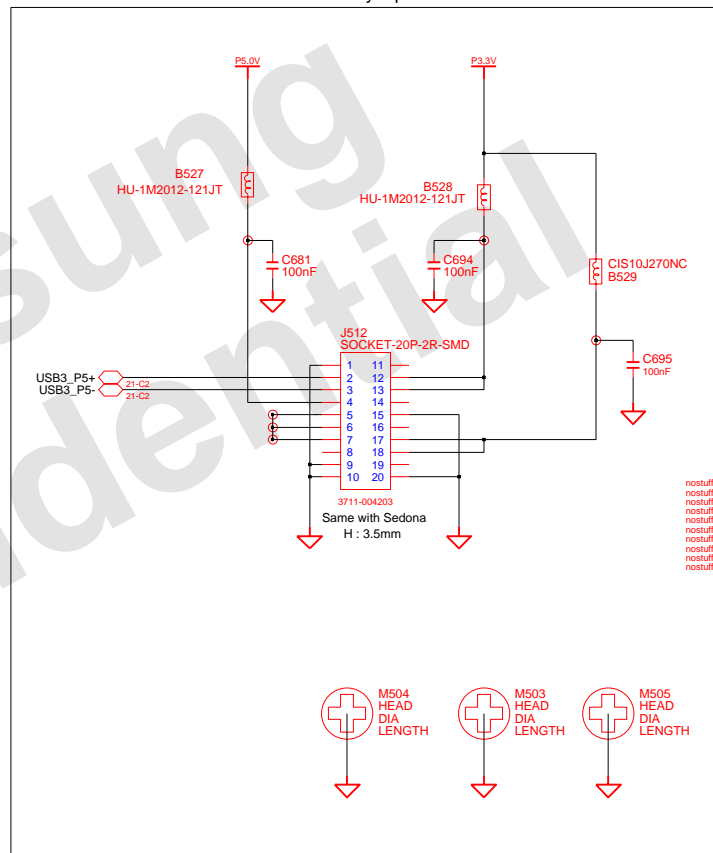 P5.0V
P3.3V
B527
HU-1M2012-121JT
B528
HU-1M2012-121JT
CIS10J270NC
B529
C681
100nF
C694
100nF
C695
100nF
J512
SOCKET-20P-2R-SMD
USB3_P5+
21-C2
USB3_P5-
21-C2
1 11
2 12
3 13
4 14
5 15
6 16
7 17
8 18
9 19
10 20
3711-004203
Same with Sedona
H : 3.5mm
nostuff
nostuff
nostuff
nostuff
nostuff
nostuff
nostuff
nostuff
nostuff
nostuff
M504
HEAD
DIA
LENGTH
M503
HEAD
DIA
LENGTH
M505
HEAD
DIA
LENGTH
sung
dential